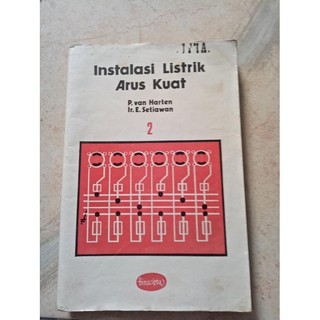 Instalasi Listrik
Arus Kuat
P. van Harten
Ir. E. Setiawan
2